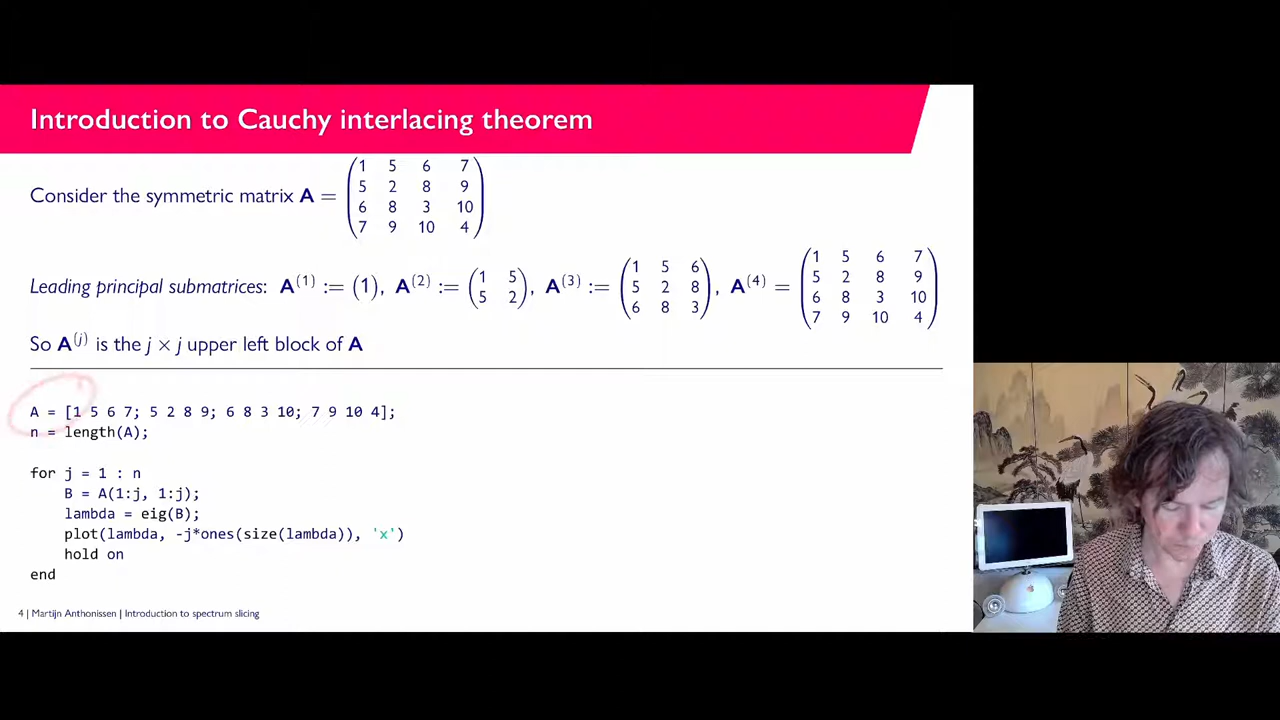 Introduction to Cauchy interlacing theorem
Consider the symmetric matrix A =
1 5 6 7
5 2 8 9
6 8 3 10
7 9 10 4
Leading principal submatrices: A(1) := (1), A(2) :=
1 5
5 2
, A(3) :=
1 5 6
5 2 8
6 8 3
, A(4) =
1 5 6 7
5 2 8 9
6 8 3 10
7 9 10 4
So A(j) is the j × j upper left block of A
A = [1 5 6 7; 5 2 8 9; 6 8 3 10; 7 9 10 4];
n = length(A);
for j = 1 : n
B = A(1:j, 1:j);
lambda = eig(B);
plot(lambda, -j*ones(size(lambda)), 'x')
hold on
end
4 | Martijn Anthonissen | Introduction to spectrum slicing